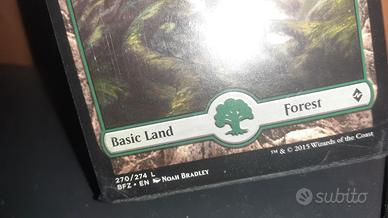 Basic Land
Forest
270/274 L
BFZ • EN NOAH BRADLEY
™ & © 2015 Wizards of the Coast
subito